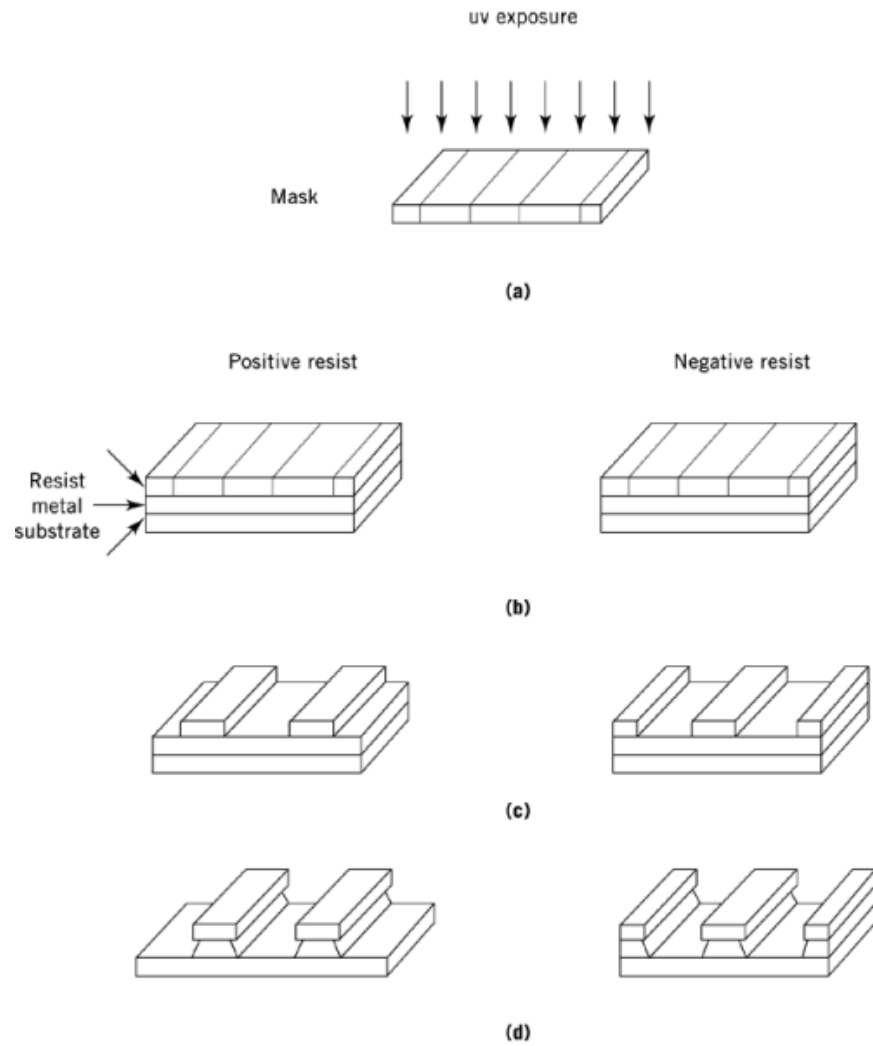 uv exposure
Mask
(a)
Positive resist
Negative resist
Resist
metal
substrate
(b)
(c)
(d)